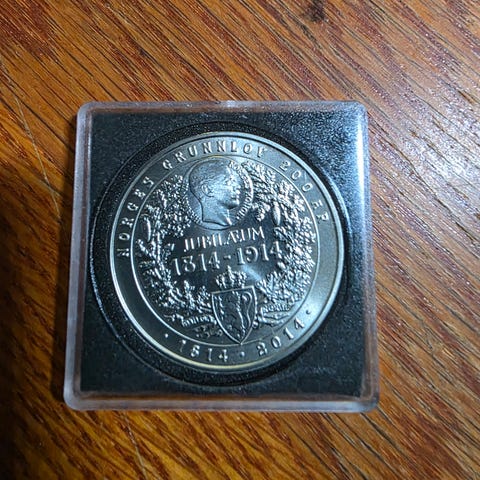 NORGES GRUNNLOV 200 ÅR
JUBILÆUM
1814-1914
· 1814 · 2014 ·